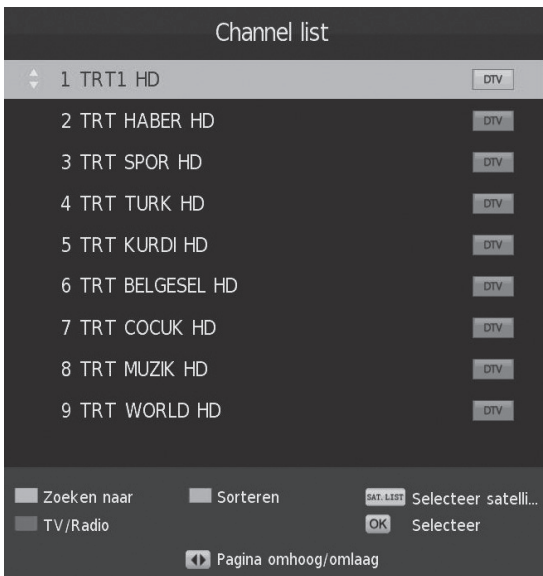 Channel list
1 TRT1 HD DTV
2 TRT HABER HD DTV
3 TRT SPOR HD DTV
4 TRT TURK HD DTV
5 TRT KURDI HD DTV
6 TRT BELGESEL HD DTV
7 TRT COCUK HD DTV
8 TRT MUZIK HD DTV
9 TRT WORLD HD DTV
Zoeken naar Sorteren SAT. LIST Selecteer satelli...
TV/Radio OK Selecteer
Pagina omhoog/omlaag